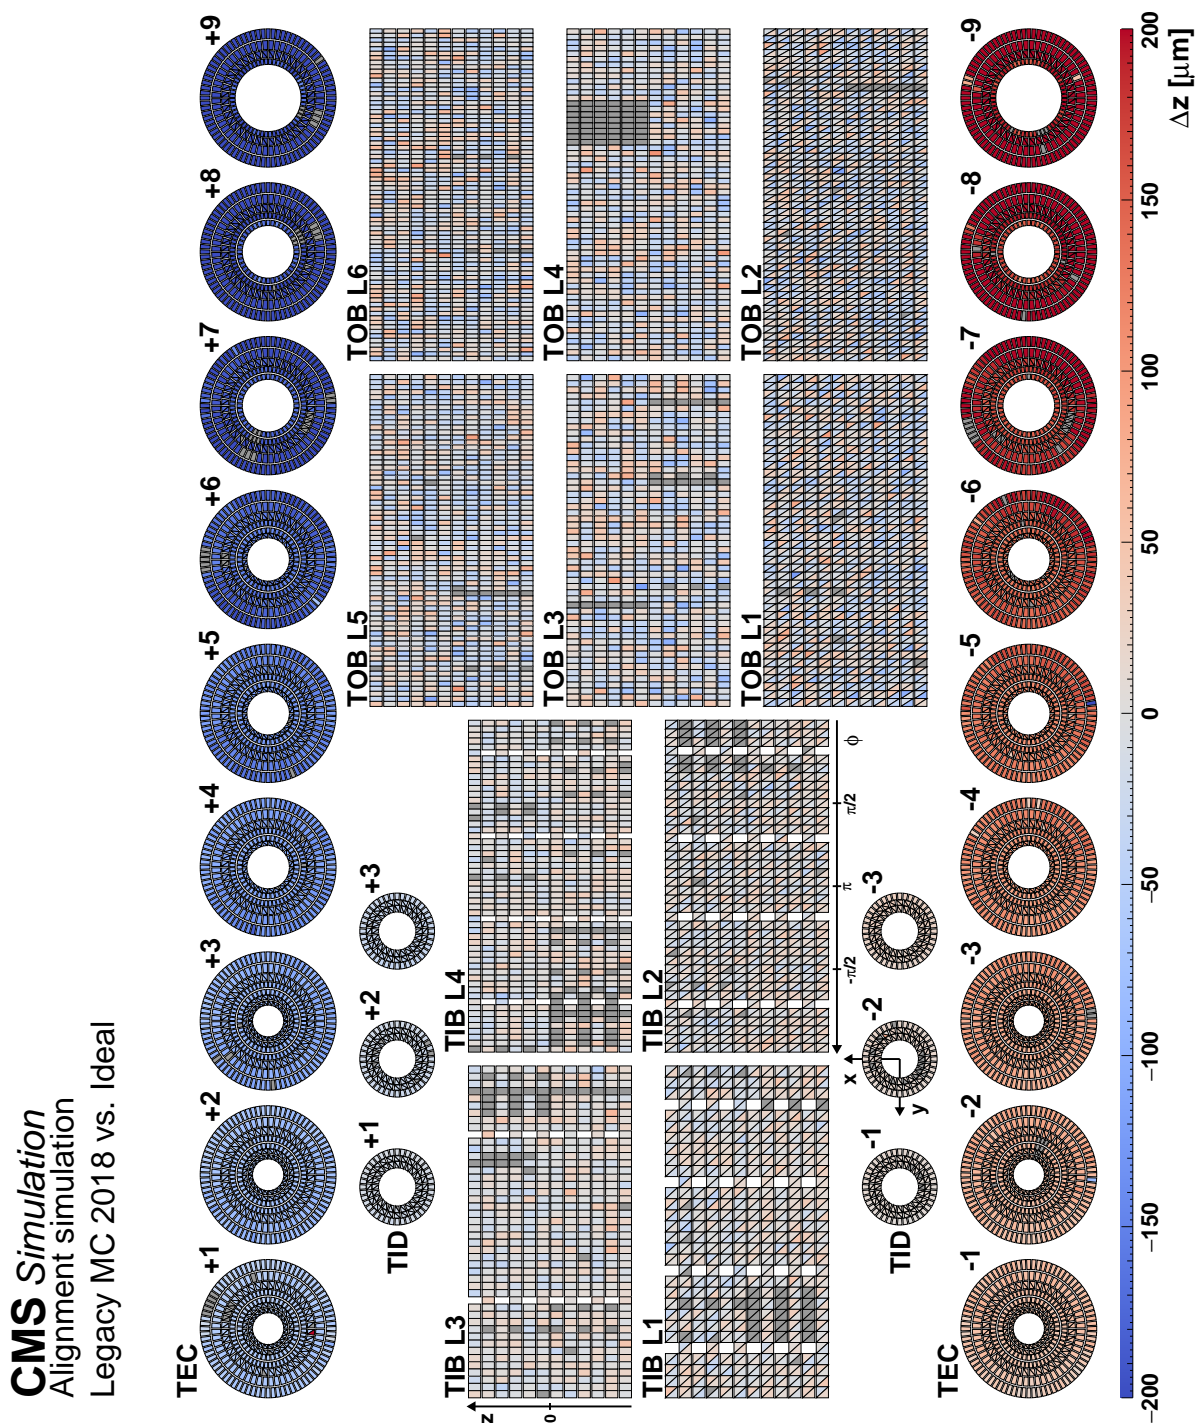 CMS Simulation
Alignment simulation
Legacy MC 2018 vs. Ideal
TEC
+1
+2
+3
+4
+5
+6
+7
+8
+9
TID
+1
+2
+3
TIB L3
TIB L4
TOB L5
TOB L6
TOB L3
TOB L4
TIB L1
TIB L2
TOB L1
TOB L2
z
0
-π/2
π
π/2
ϕ
x
y
TID
-1
-2
-3
TEC
-1
-2
-3
-4
-5
-6
-7
-8
-9
−200
−150
−100
−50
0
50
100
150
200
Δz [μm]